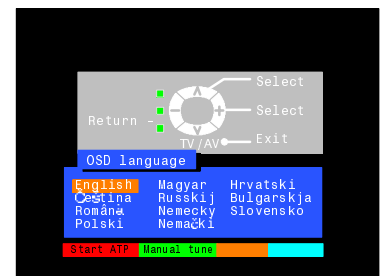 Select
Select
Return -
TV/AV
Exit
OSD language
English Magyar Hrvatski
Čeština Russkij Bulgarskja
Română Nemecky Slovensko
Polski Nemački
Start ATP Manual tune